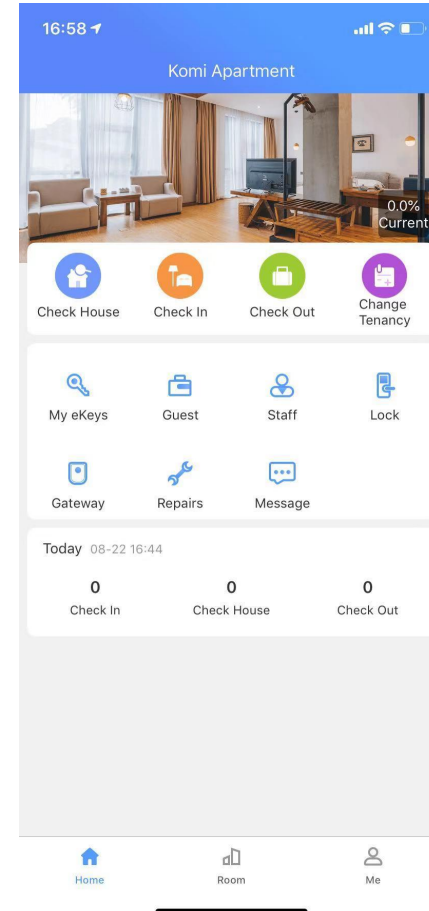 16:58
Komi Apartment
0.0%
Current
Check House
Check In
Check Out
Change
Tenancy
My eKeys
Guest
Staff
Lock
Gateway
Repairs
Message
Today 08-22 16:44
0 0 0
Check In Check House Check Out
Home Room Me